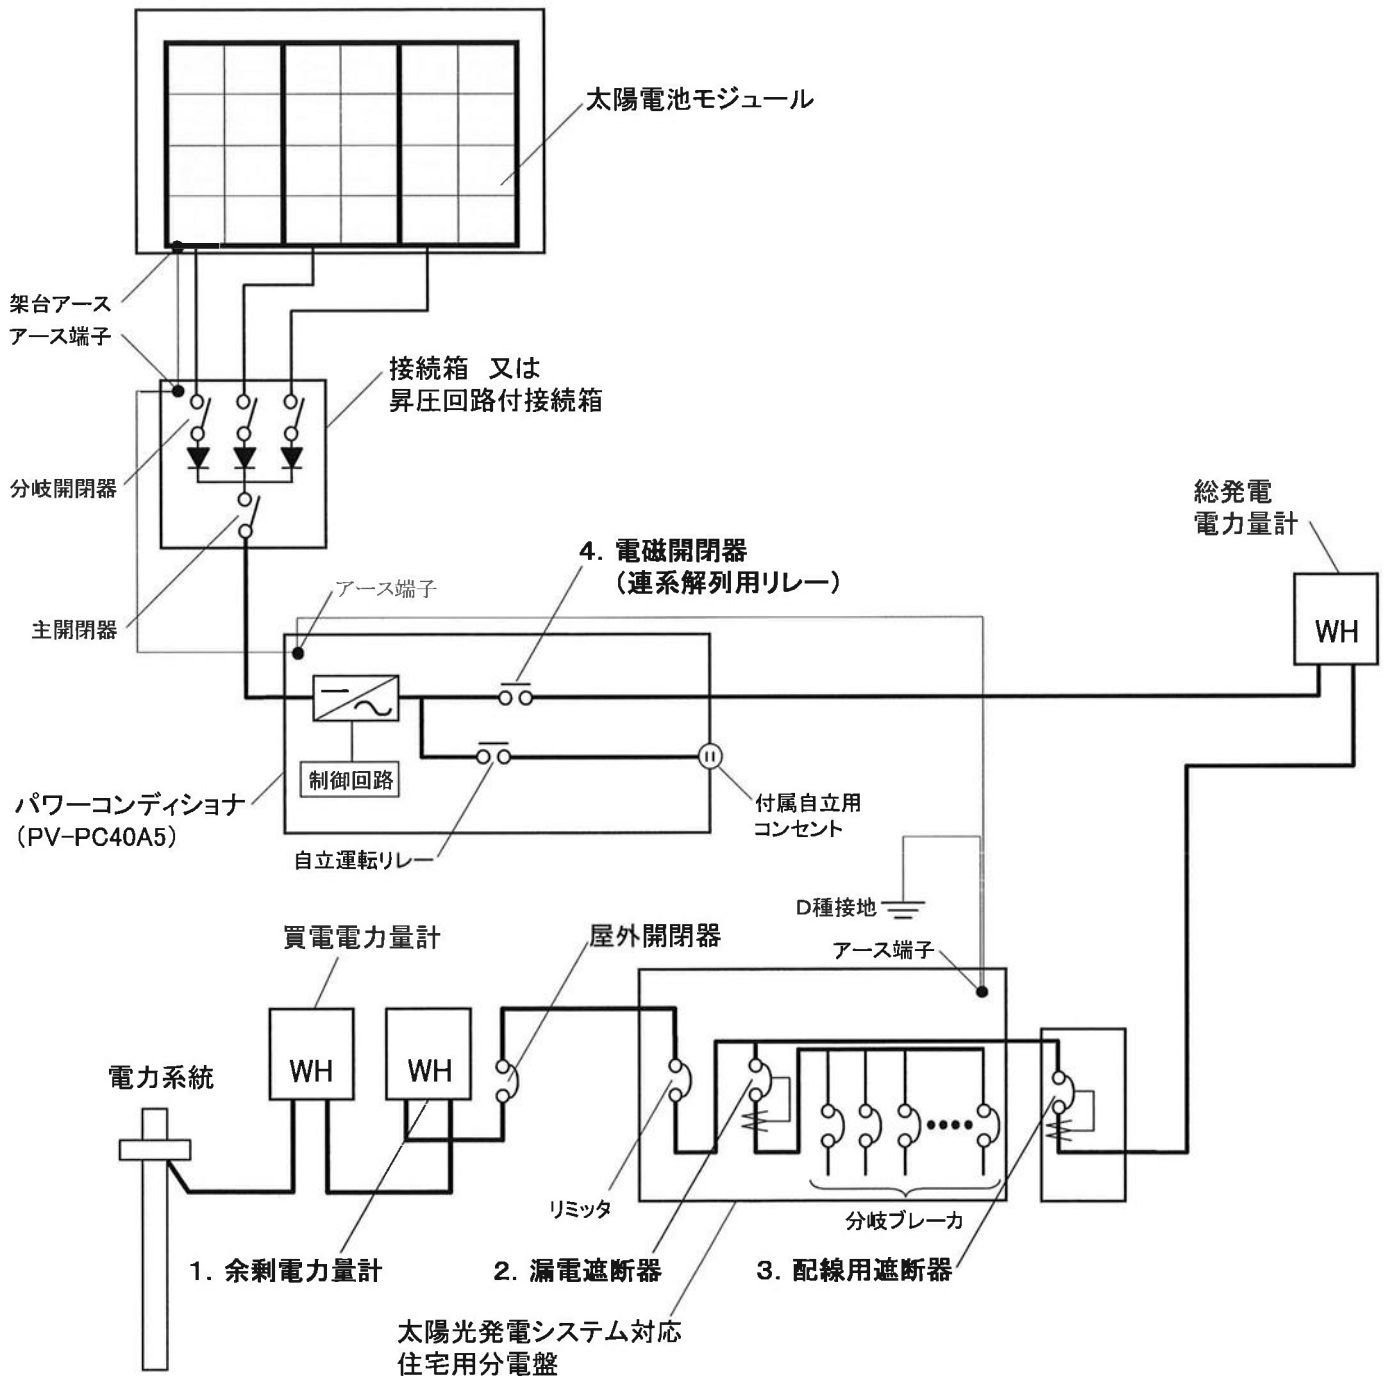 太陽電池モジュール
架台アース
アース端子
接続箱　又は
昇圧回路付接続箱
分岐開閉器
総発電
電力量計
4. 電磁開閉器
（連系解列用リレー）
アース端子
主開閉器
WH
制御回路
パワーコンディショナ
（PV-PC40A5）
付属自立用
コンセント
自立運転リレー
D種接地
買電電力量計
屋外開閉器
アース端子
WH
WH
電力系統
リミッタ
分岐ブレーカ
1. 余剰電力量計
2. 漏電遮断器
3. 配線用遮断器
太陽光発電システム対応
住宅用分電盤